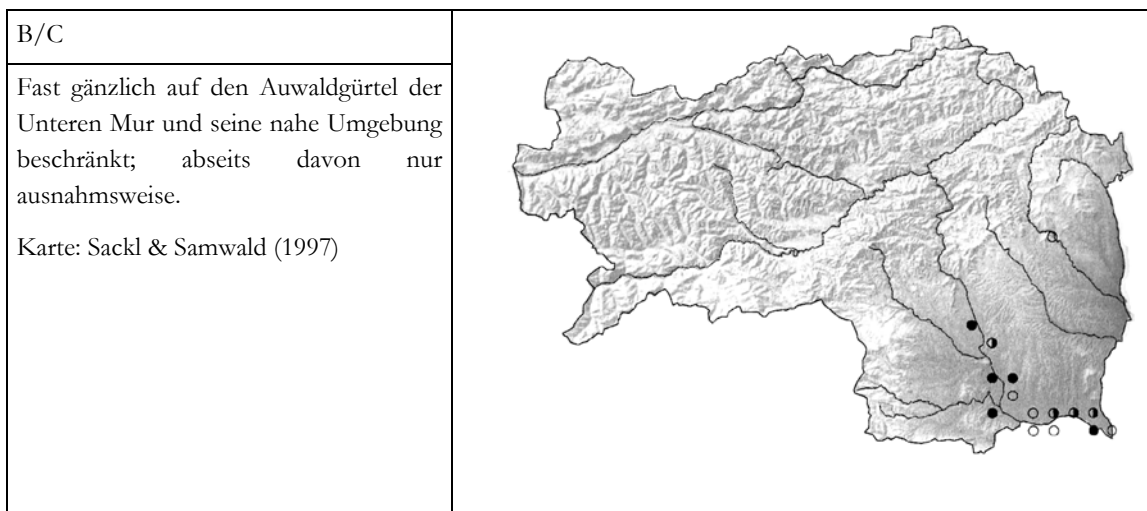 B/C
Fast gänzlich auf den Auwaldgürtel der
Unteren Mur und seine nahe Umgebung
beschränkt; abseits davon nur
ausnahmsweise.
Karte: Sackl & Samwald (1997)